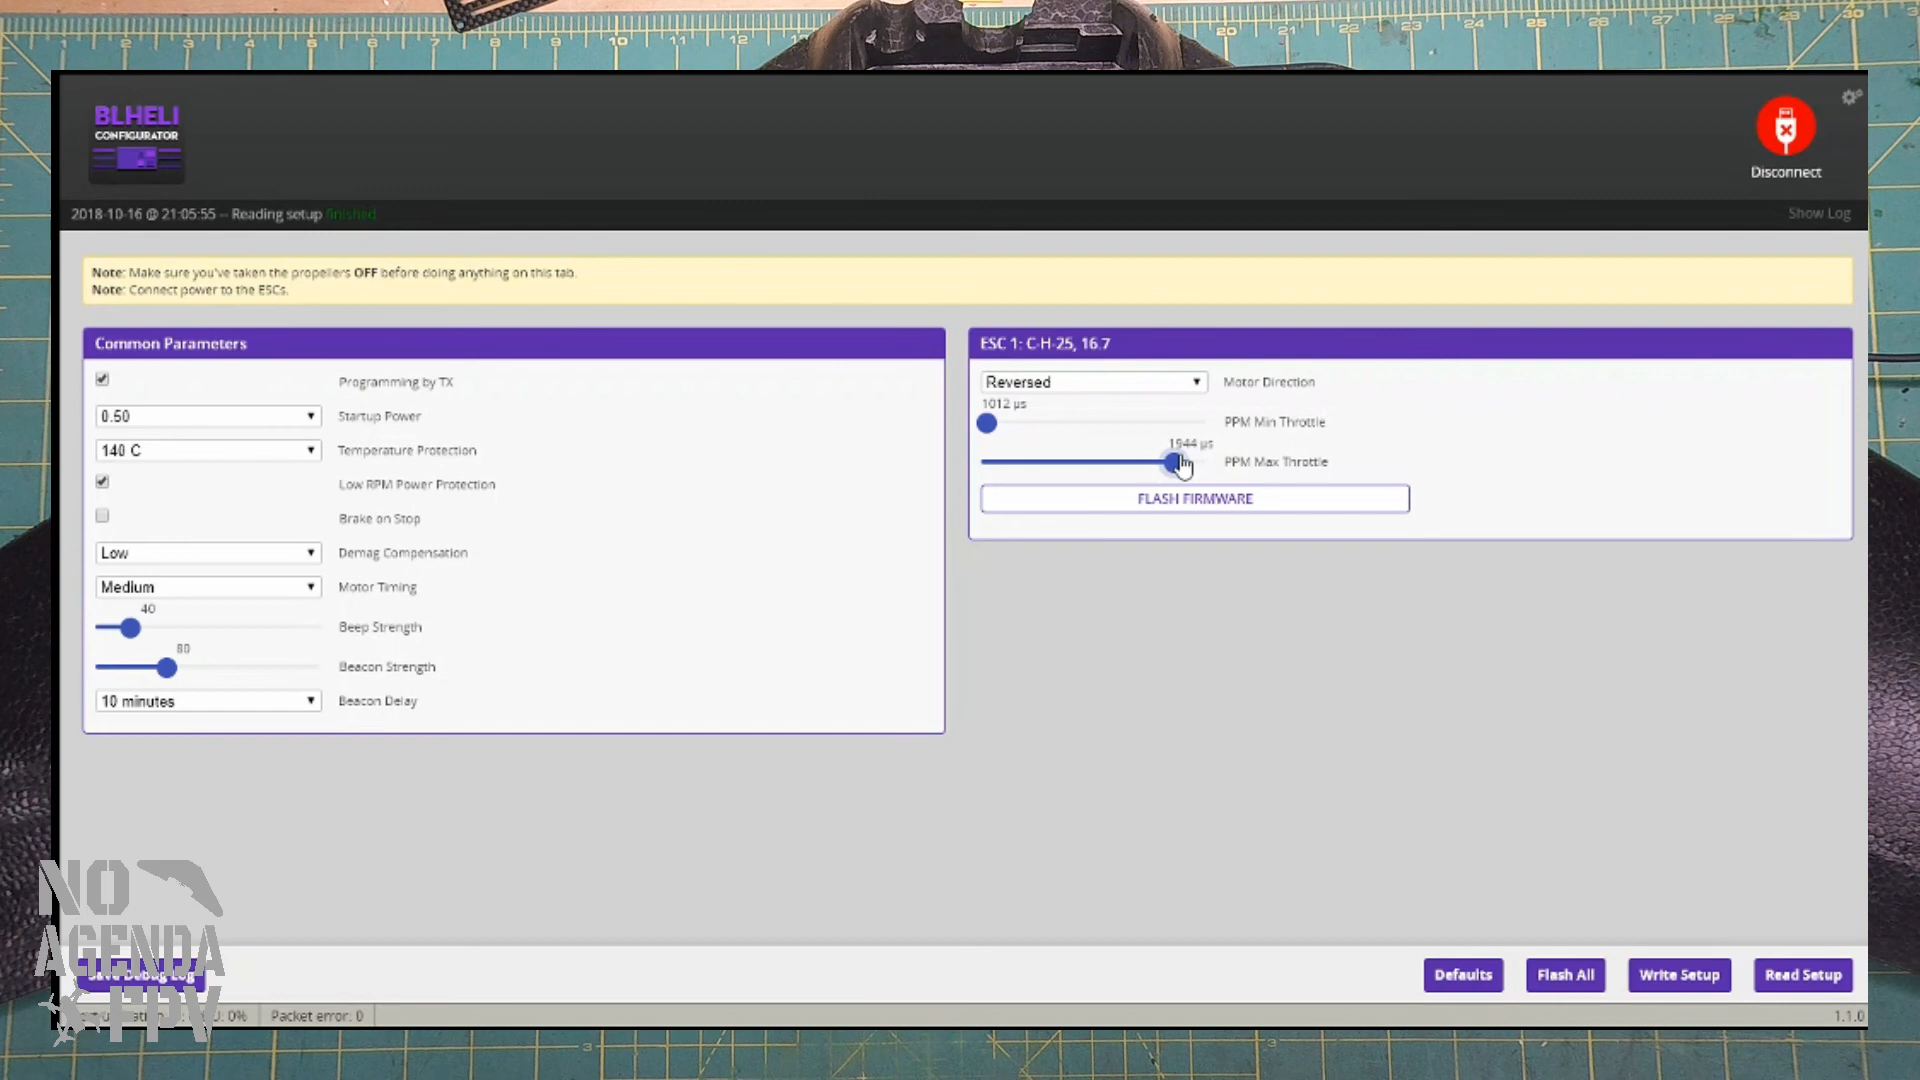 BLHELI
CONFIGURATOR
Disconnect
2018-10-16 @ 21:05:55 -- Reading setup finished
Show Log
Note: Make sure you've taken the propellers OFF before doing anything on this tab.
Note: Connect power to the ESCs.
Common Parameters
Programming by TX
0.50 Startup Power
140 C Temperature Protection
Low RPM Power Protection
Brake on Stop
Low Demag Compensation
Medium Motor Timing
40
Beep Strength
80
Beacon Strength
10 minutes Beacon Delay
ESC 1: C-H-25, 16.7
Reversed Motor Direction
1012 µs
PPM Min Throttle
1944 µs
PPM Max Throttle
FLASH FIRMWARE
NO
AGENDA
FPV
Save Debug Log
Defaults Flash All Write Setup Read Setup
0% Packet error: 0
1.1.0